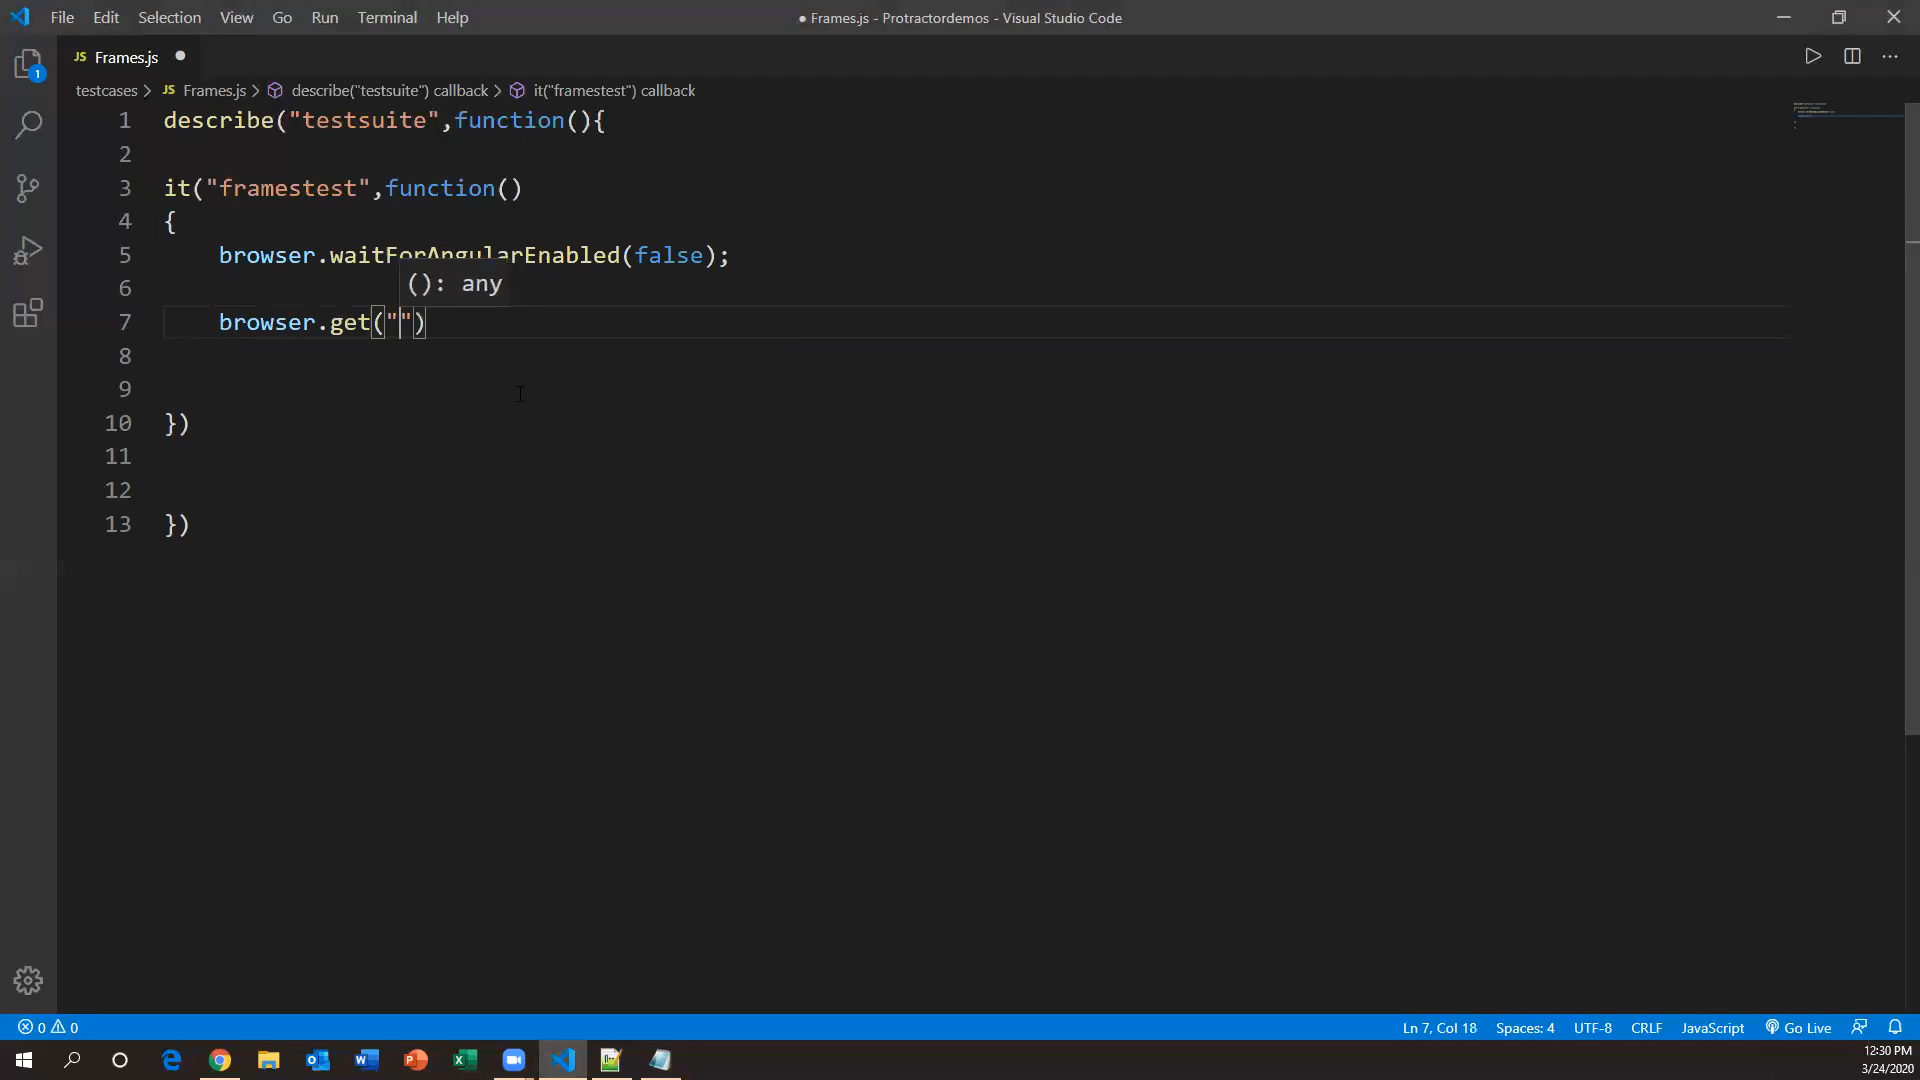 File Edit Selection View Go Run Terminal Help
● Frames.js - Protractordemos - Visual Studio Code
1
JS Frames.js ●
testcases > JS Frames.js > describe("testsuite") callback > it("framestest") callback
1 describe("testsuite",function(){
2
3 it("framestest",function()
4 {
5 browser.waitForAngularEnabled(false);
6
(): any
7 browser.get("")
8
9
10 })
11
12
13 })
0 0
Ln 7, Col 18 Spaces: 4 UTF-8 CRLF JavaScript Go Live
12:30 PM
3/24/2020